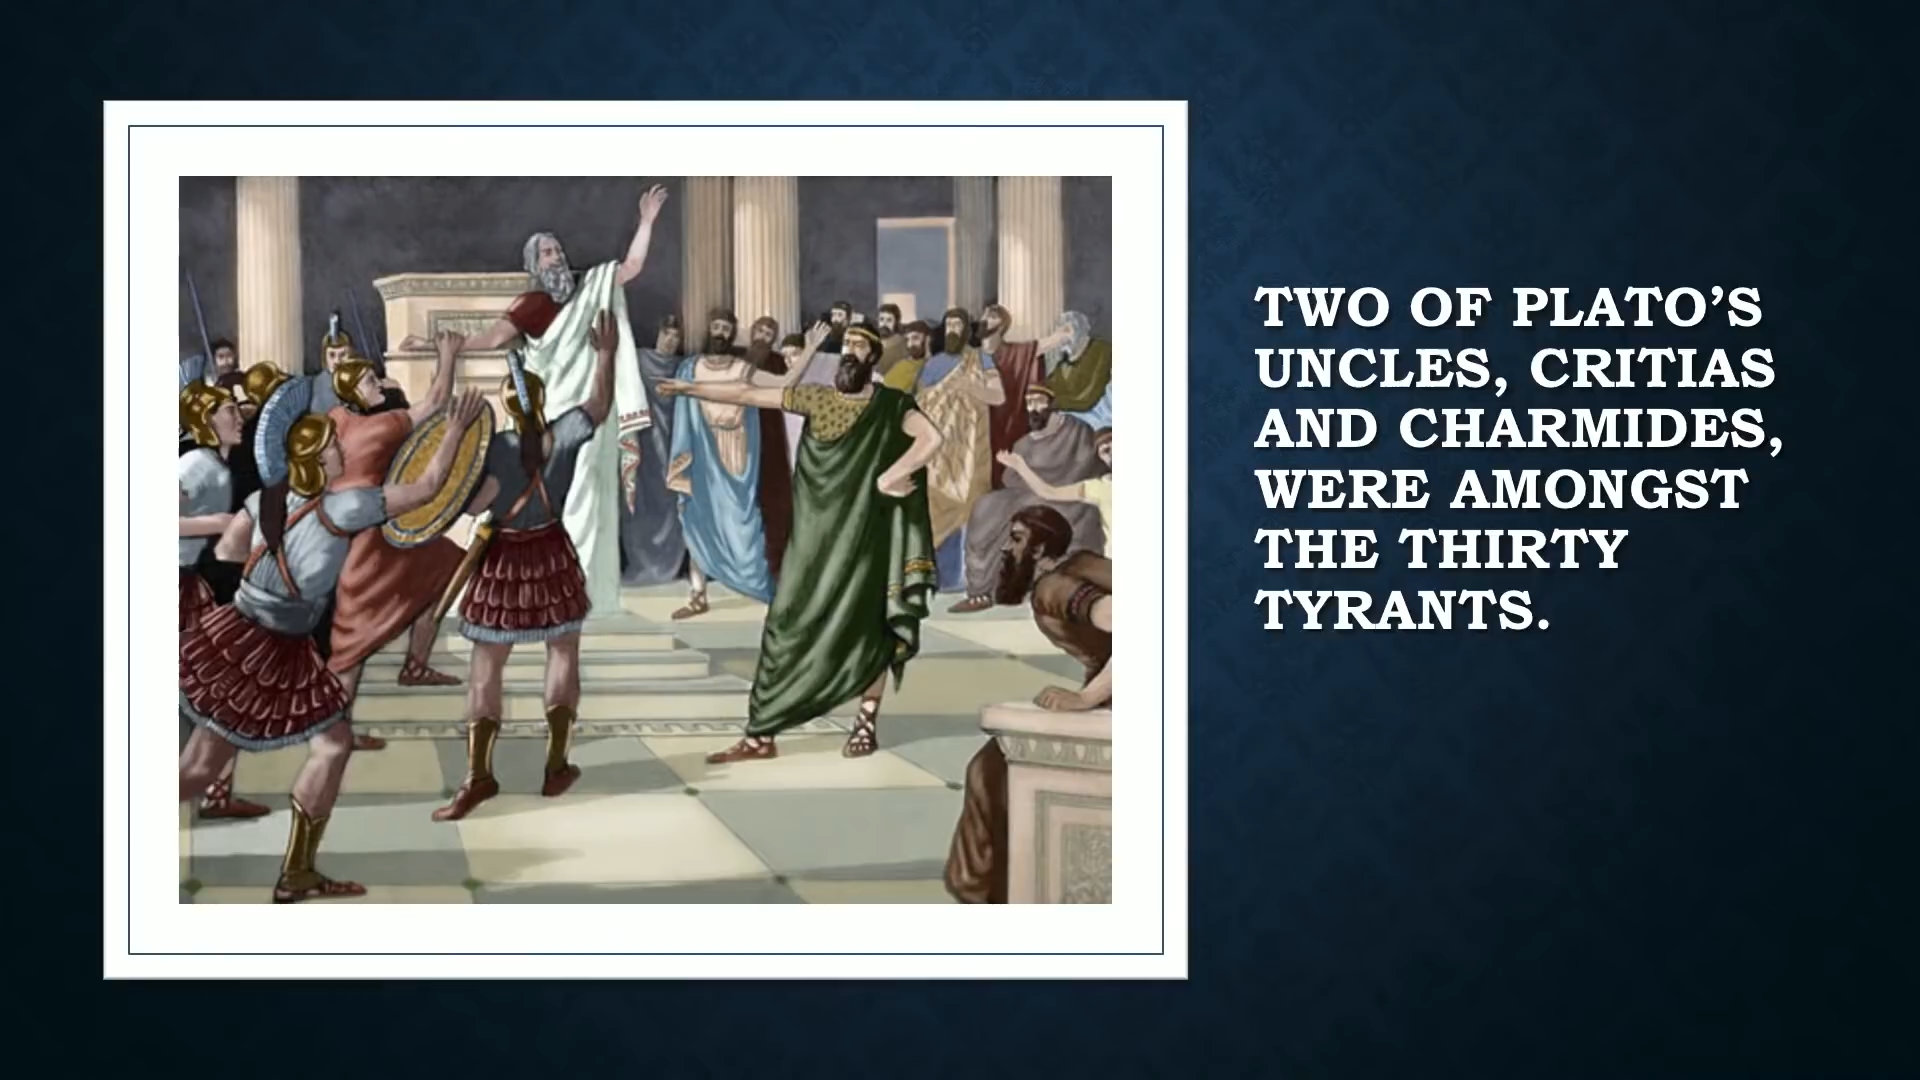 TWO OF PLATO’S
UNCLES, CRITIAS
AND CHARMIDES,
WERE AMONGST
THE THIRTY
TYRANTS.